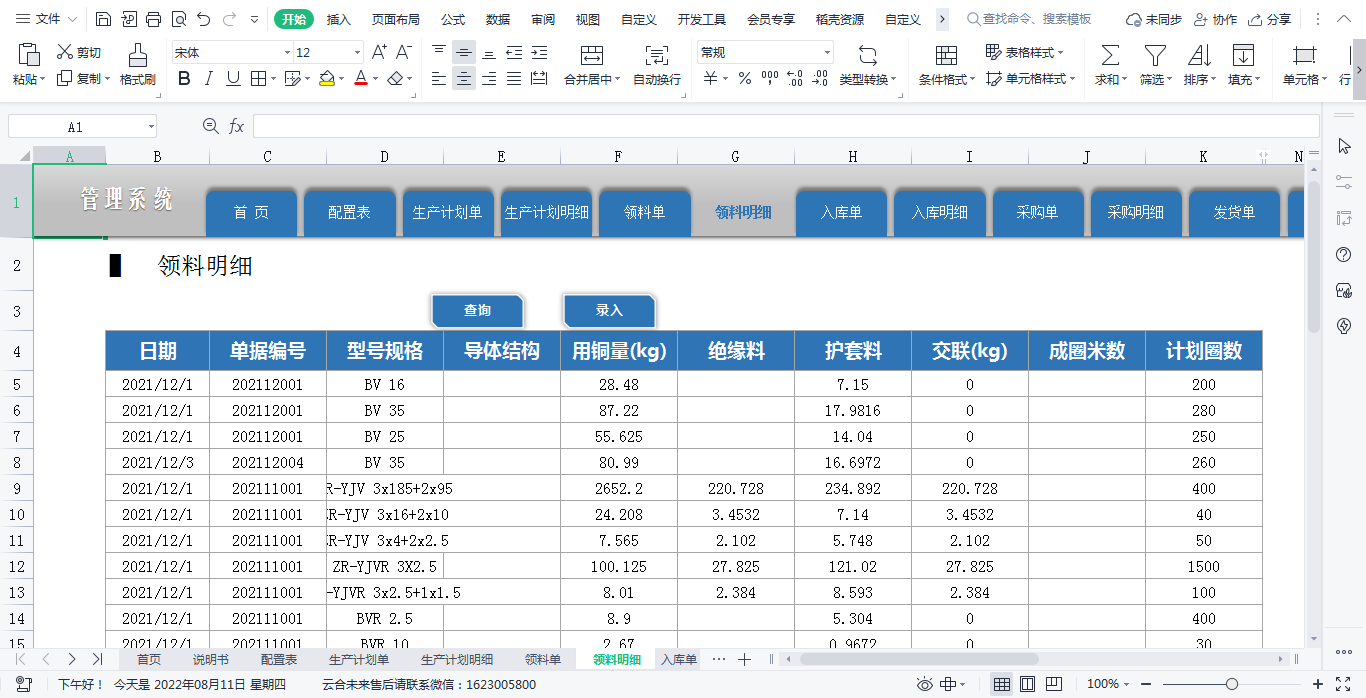 文件 开始 插入 页面布局 公式 数据 审阅 视图 自定义 开发工具 会员专享 稻壳资源 自定义 查找命令、搜索模板 未同步 协作 分享
粘贴 剪切 复制 格式刷 宋体 12 合并居中 自动换行 常规 类型转换 条件格式 表格样式 单元格样式 求和 筛选 排序 填充 单元格 行
A1 fx
A B C D E F G H I J K N
1 管理系统 首 页 配置表 生产计划单 生产计划明细 领料单 领料明细 入库单 入库明细 采购单 采购明细 发货单
2 领料明细
3 查询 录入
4 日期 单据编号 型号规格 导体结构 用铜量(kg) 绝缘料 护套料 交联(kg) 成圈米数 计划圈数
5 2021/12/1 202112001 BV 16 28.48 7.15 0 200
6 2021/12/1 202112001 BV 35 87.22 17.9816 0 280
7 2021/12/1 202112001 BV 25 55.625 14.04 0 250
8 2021/12/3 202112004 BV 35 80.99 16.6972 0 260
9 2021/12/1 202111001 R-YJV 3x185+2x95 2652.2 220.728 234.892 220.728 400
10 2021/12/1 202111001 ZR-YJV 3x16+2x10 24.208 3.4532 7.14 3.4532 40
11 2021/12/1 202111001 ZR-YJV 3x4+2x2.5 7.565 2.102 5.748 2.102 50
12 2021/12/1 202111001 ZR-YJVR 3X2.5 100.125 27.825 121.02 27.825 1500
13 2021/12/1 202111001 -YJVR 3x2.5+1x1.5 8.01 2.384 8.593 2.384 100
14 2021/12/1 202111001 BVR 2.5 8.9 5.304 0 400
15 2021/12/1 202111001 BVR 10 2.67 0.9672 0 30
首页 说明书 配置表 生产计划单 生产计划明细 领料单 领料明细 入库单
下午好！ 今天是 2022年08月11日 星期四 云合未来售后请联系微信：1623005800 100%